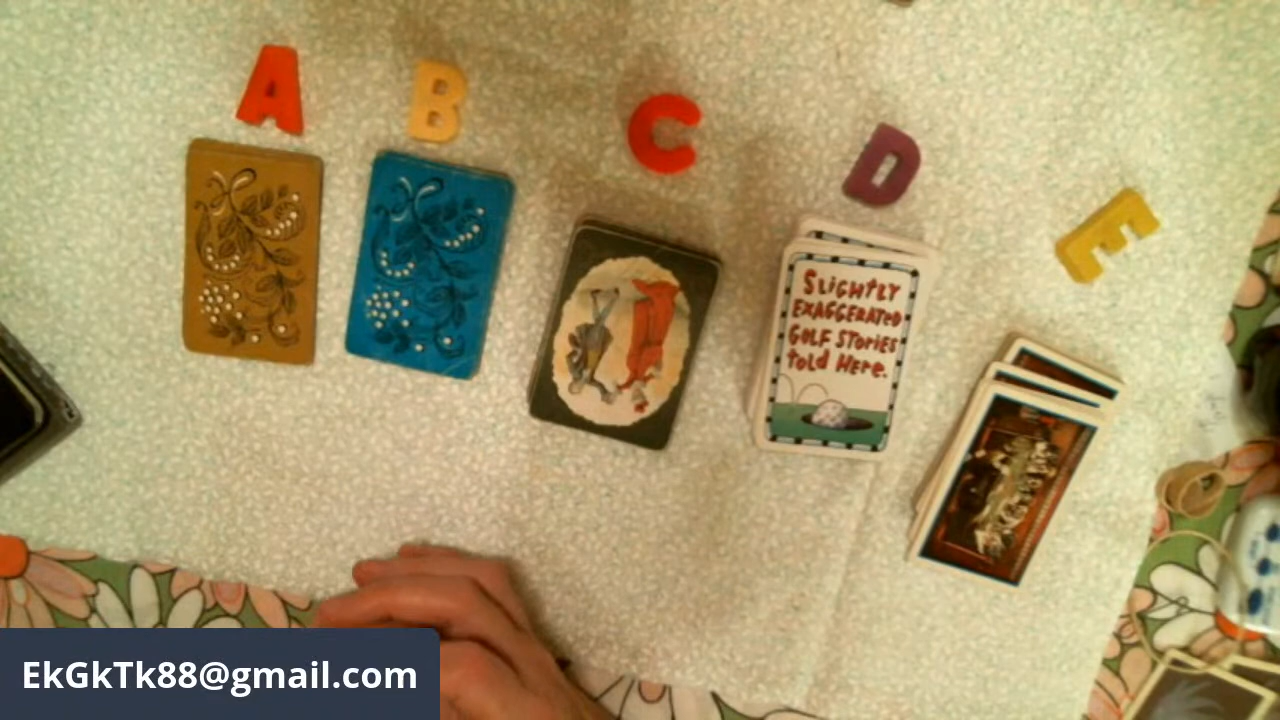 A B C D E
SLIGHTLY
EXAGGERATED
GOLF STORIES
TOLD HERE.
EkGkTk88@gmail.com